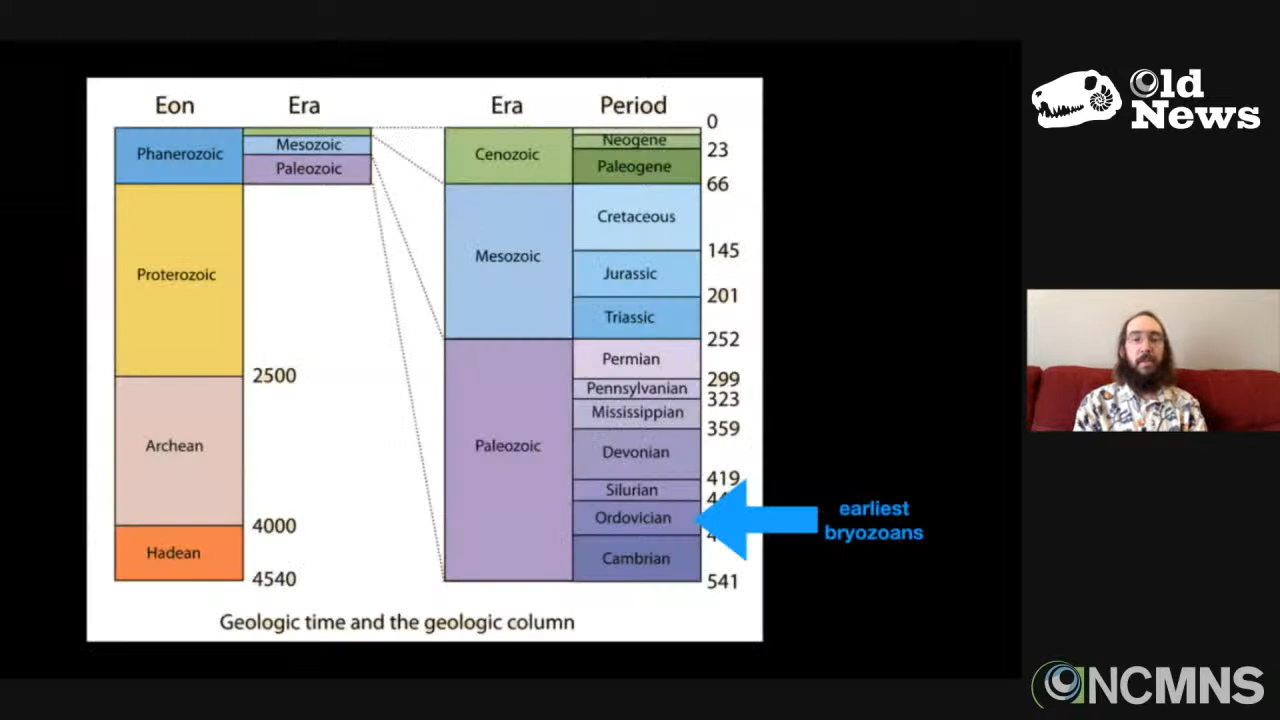 Old
News
Eon
Era
Era
Period
0
Phanerozoic
Mesozoic
Paleozoic
Cenozoic
Neogene
23
Paleogene
66
Cretaceous
145
Proterozoic
Mesozoic
Jurassic
201
Triassic
252
Permian
2500
299
Pennsylvanian
323
Mississippian
359
Archean
Paleozoic
Devonian
419
Silurian
Ordovician
earliest
bryozoans
4000
Hadean
Cambrian
4540
541
Geologic time and the geologic column
NCMNS